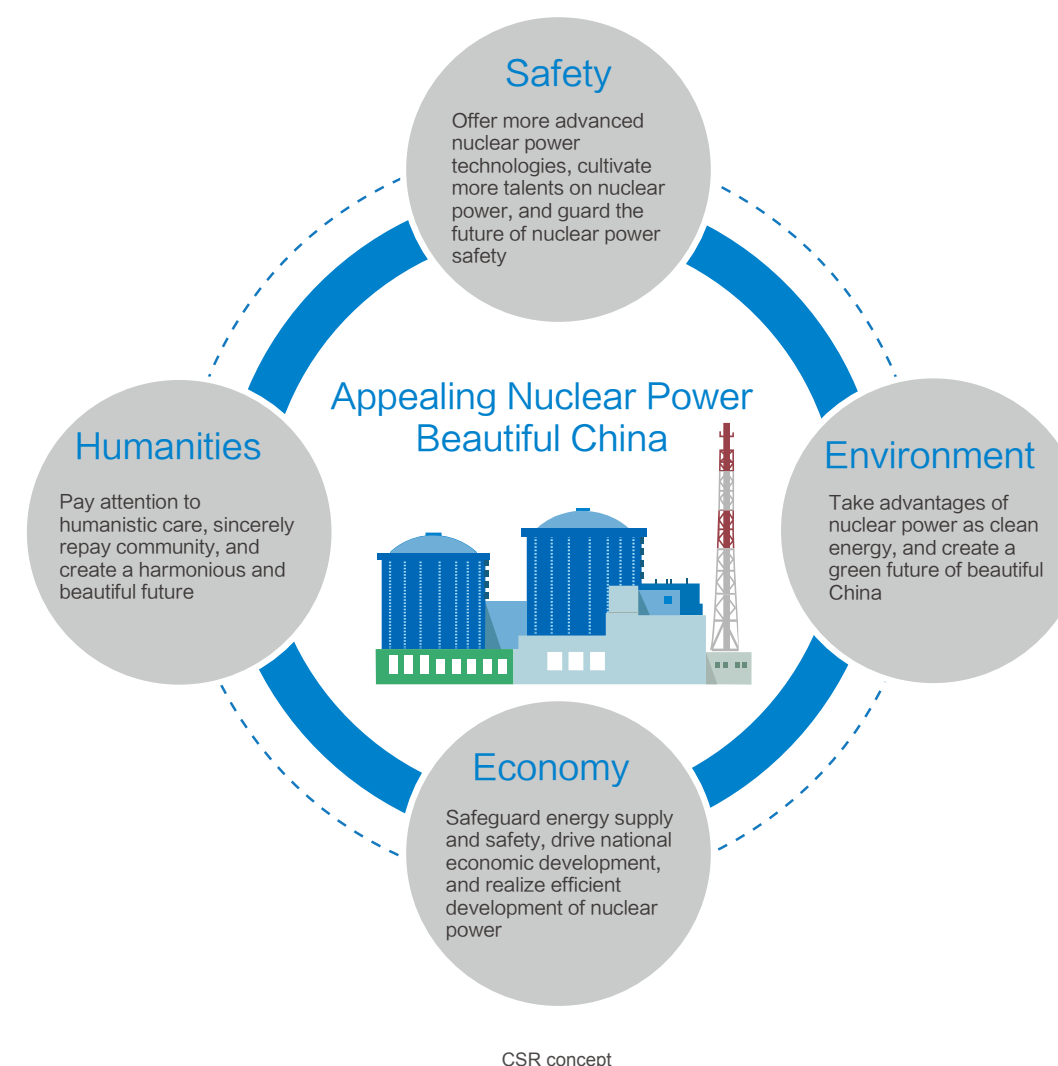 Safety
Offer more advanced
nuclear power
technologies, cultivate
more talents on nuclear
power, and guard the
future of nuclear power
safety
Appealing Nuclear Power
Beautiful China
Humanities
Pay attention to
humanistic care, sincerely
repay community, and
create a harmonious and
beautiful future
Environment
Take advantages of
nuclear power as clean
energy, and create a
green future of beautiful
China
Economy
Safeguard energy supply
and safety, drive national
economic development,
and realize efficient
development of nuclear
power
CSR concept